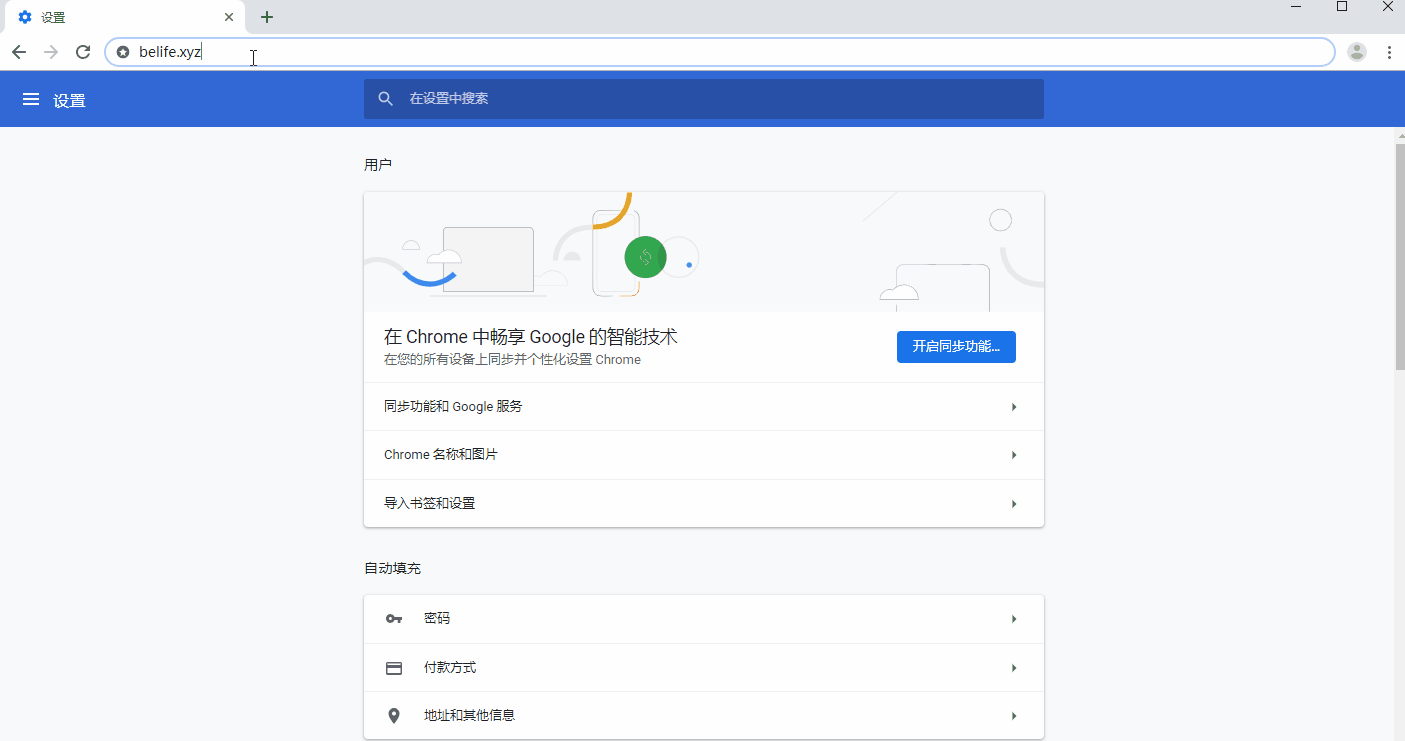 设置
belife.xyz
设置
在设置中搜索
用户
在 Chrome 中畅享 Google 的智能技术
在您的所有设备上同步并个性化设置 Chrome
开启同步功能...
同步功能和 Google 服务
Chrome 名称和图片
导入书签和设置
自动填充
密码
付款方式
地址和其他信息